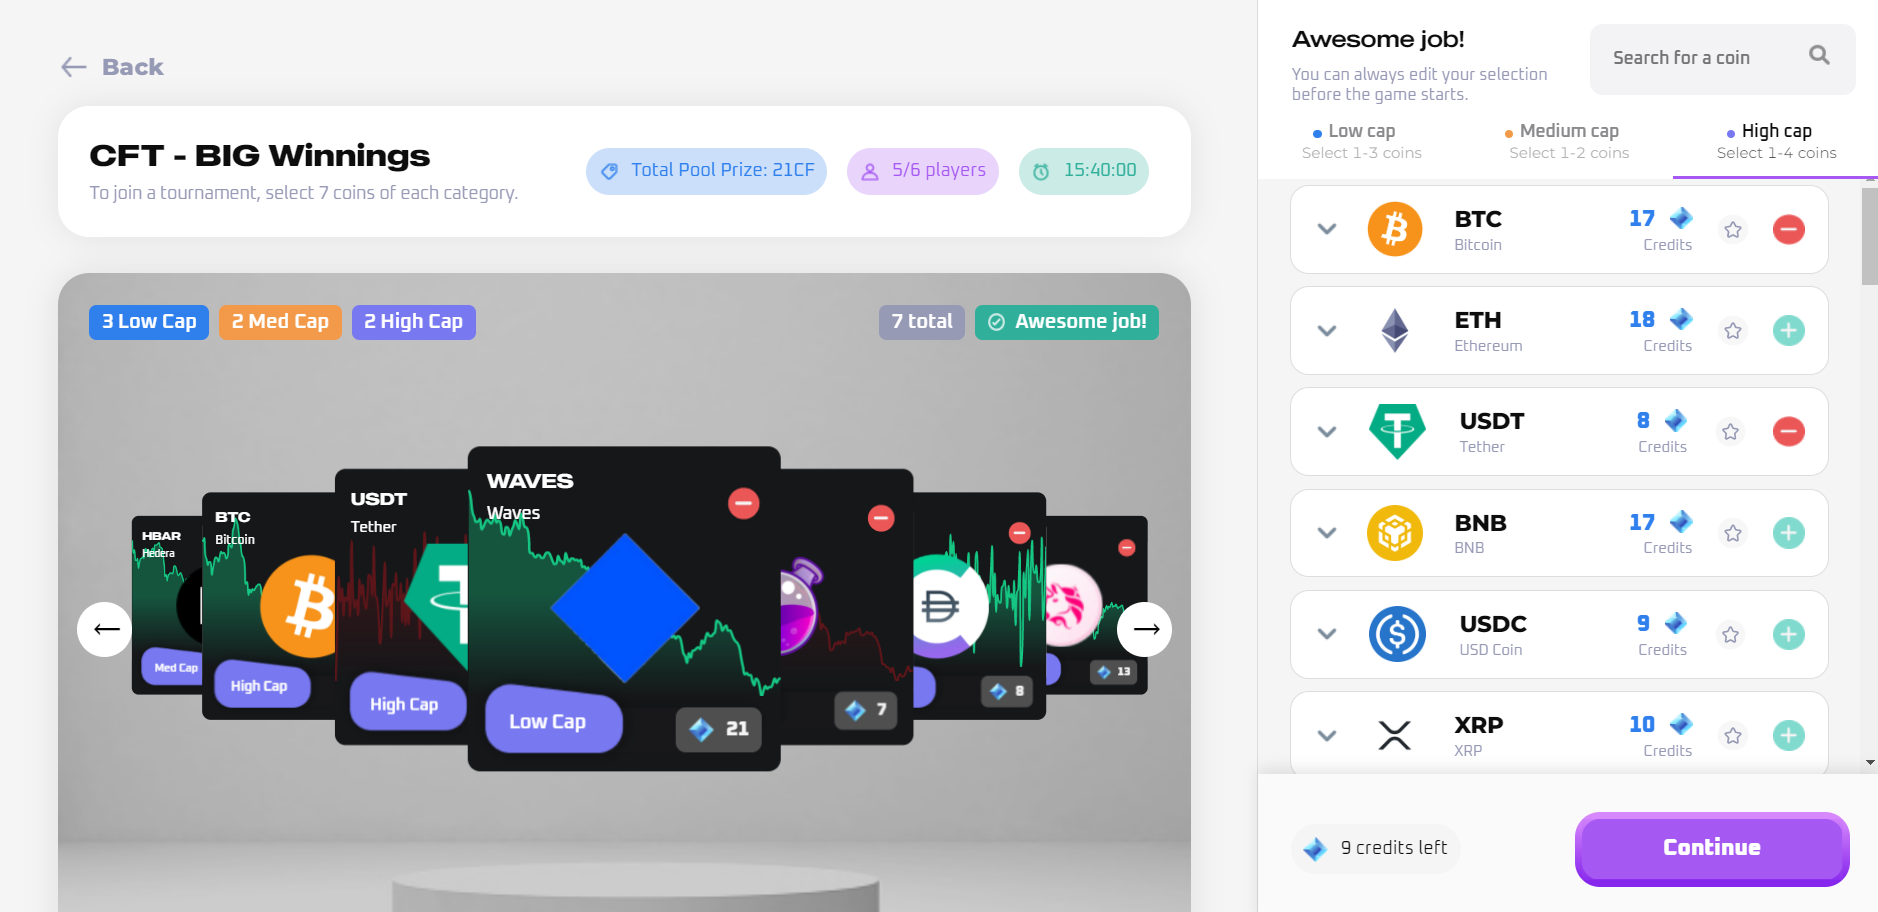 Back
CFT - BIG Winnings
To join a tournament, select 7 coins of each category.
Total Pool Prize: 21CF
5/6 players
15:40:00
3 Low Cap
2 Med Cap
2 High Cap
7 total
Awesome job!
HBAR
Hedera
Med Cap
BTC
Bitcoin
High Cap
USDT
Tether
High Cap
WAVES
Waves
Low Cap
21
7
8
13
Awesome job!
You can always edit your selection
before the game starts.
Search for a coin
Low cap
Select 1-3 coins
Medium cap
Select 1-2 coins
High cap
Select 1-4 coins
BTC
Bitcoin
17
Credits
ETH
Ethereum
18
Credits
USDT
Tether
8
Credits
BNB
BNB
17
Credits
USDC
USD Coin
9
Credits
XRP
XRP
10
Credits
9 credits left
Continue